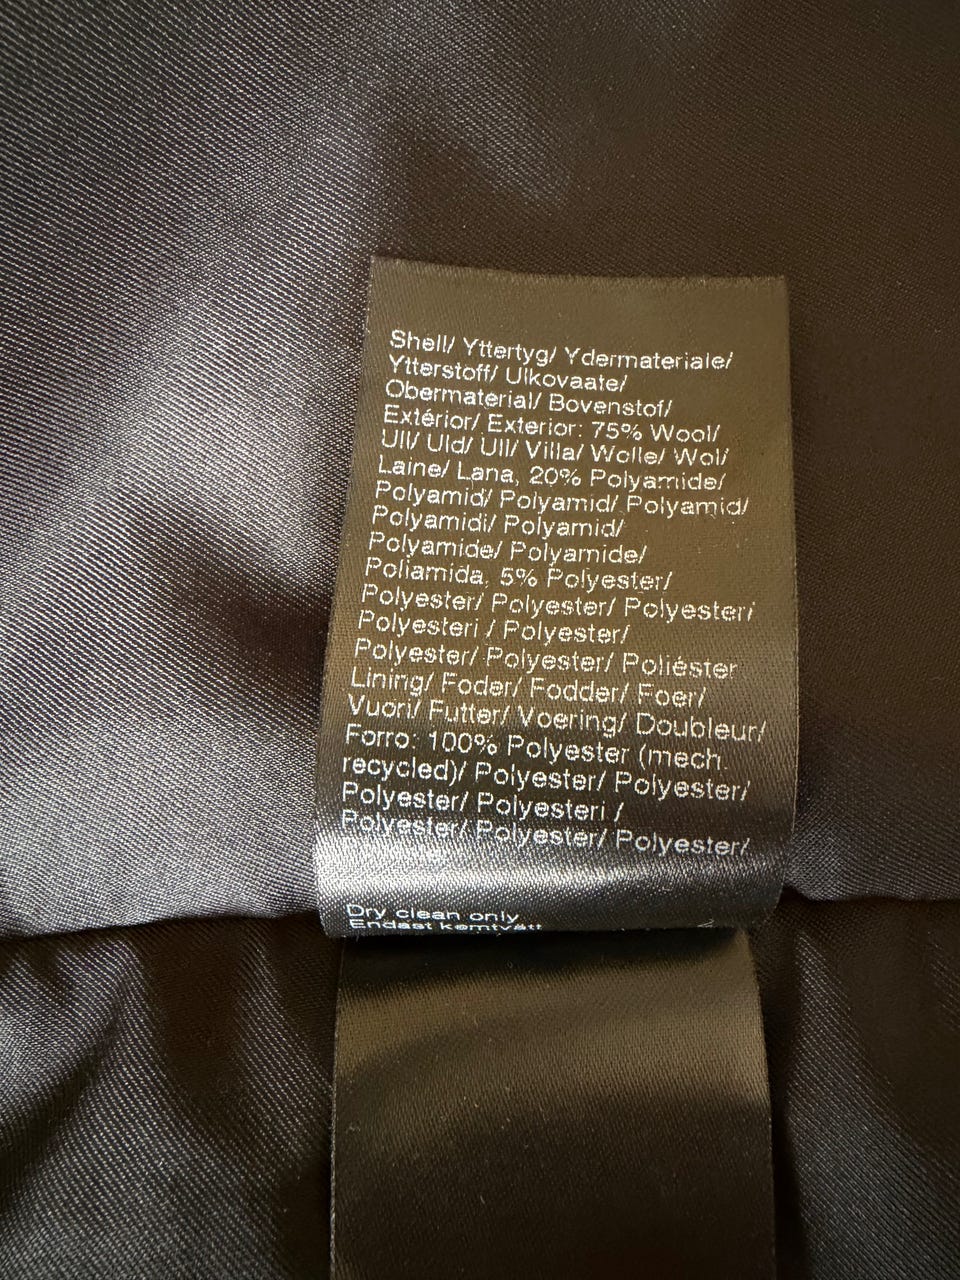 Shell/ Yttertyg/ Ydermateriale/
Ytterstoff/ Ulkovaate/
Obermaterial/ Bovenstof/
Extérior/ Exterior: 75% Wool/
Ull/ Uld/ Ull/ Villa/ Wolle/ Wol/
Laine/ Lana, 20% Polyamide/
Polyamid/ Polyamid/ Polyamid/
Polyamidi/ Polyamid/
Polyamide/ Polyamide/
Poliamida, 5% Polyester/
Polyester/ Polyester/ Polyester/
Polyesteri / Polyester/
Polyester/ Polyester/ Poliéster
Lining/ Foder/ Fodder/ Foer/
Vuori/ Futter/ Voering/ Doubleur/
Forro: 100% Polyester (mech.
recycled)/ Polyester/ Polyester/
Polyester/ Polyesteri /
Polyester/ Polyester/ Polyester/
Dry clean only
Endast kemtvätt